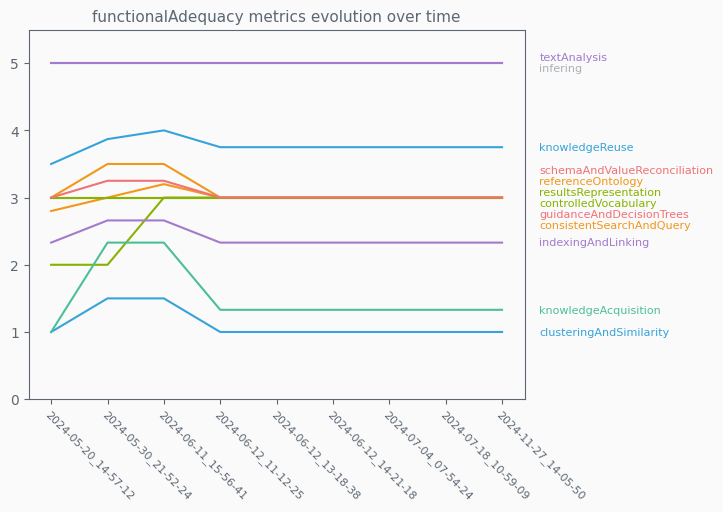 functionalAdequacy metrics evolution over time
5
4
3
2
1
0
textAnalysis
infering
knowledgeReuse
schemaAndValueReconciliation
referenceOntology
resultsRepresentation
controlledVocabulary
guidanceAndDecisionTrees
consistentSearchAndQuery
indexingAndLinking
knowledgeAcquisition
clusteringAndSimilarity
2024-05-20_14-57-12
2024-05-30_21-52-24
2024-06-11_15-56-41
2024-06-12_11-12-25
2024-06-12_13-18-38
2024-06-12_14-21-18
2024-07-04_07-54-24
2024-07-18_10-59-09
2024-11-27_14-05-50